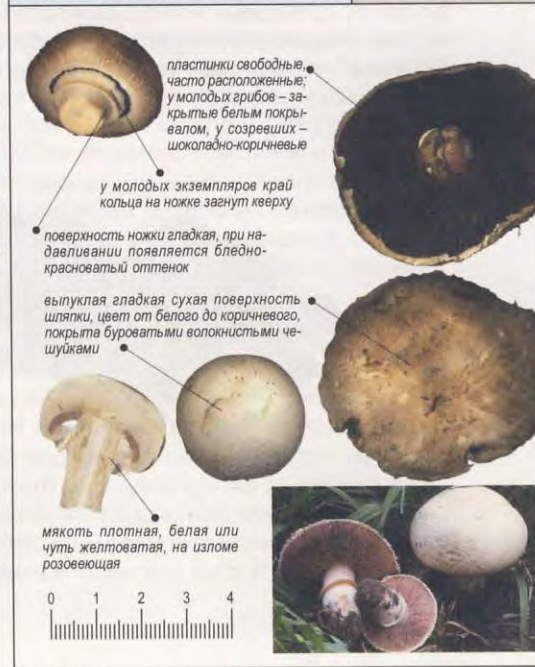 пластинки свободные,
часто расположенные;
у молодых грибов – за-
крытые белым покры-
валом, у созревших –
шоколадно-коричневые
у молодых экземпляров край
кольца на ножке загнут кверху
поверхность ножки гладкая, при на-
давливании появляется бледно-
красноватый оттенок
выпуклая гладкая сухая поверхность
шляпки, цвет от белого до коричневого,
покрыта буроватыми волокнистыми че-
шуйками
мякоть плотная, белая или
чуть желтоватая, на изломе
розовеющая
0 1 2 3 4